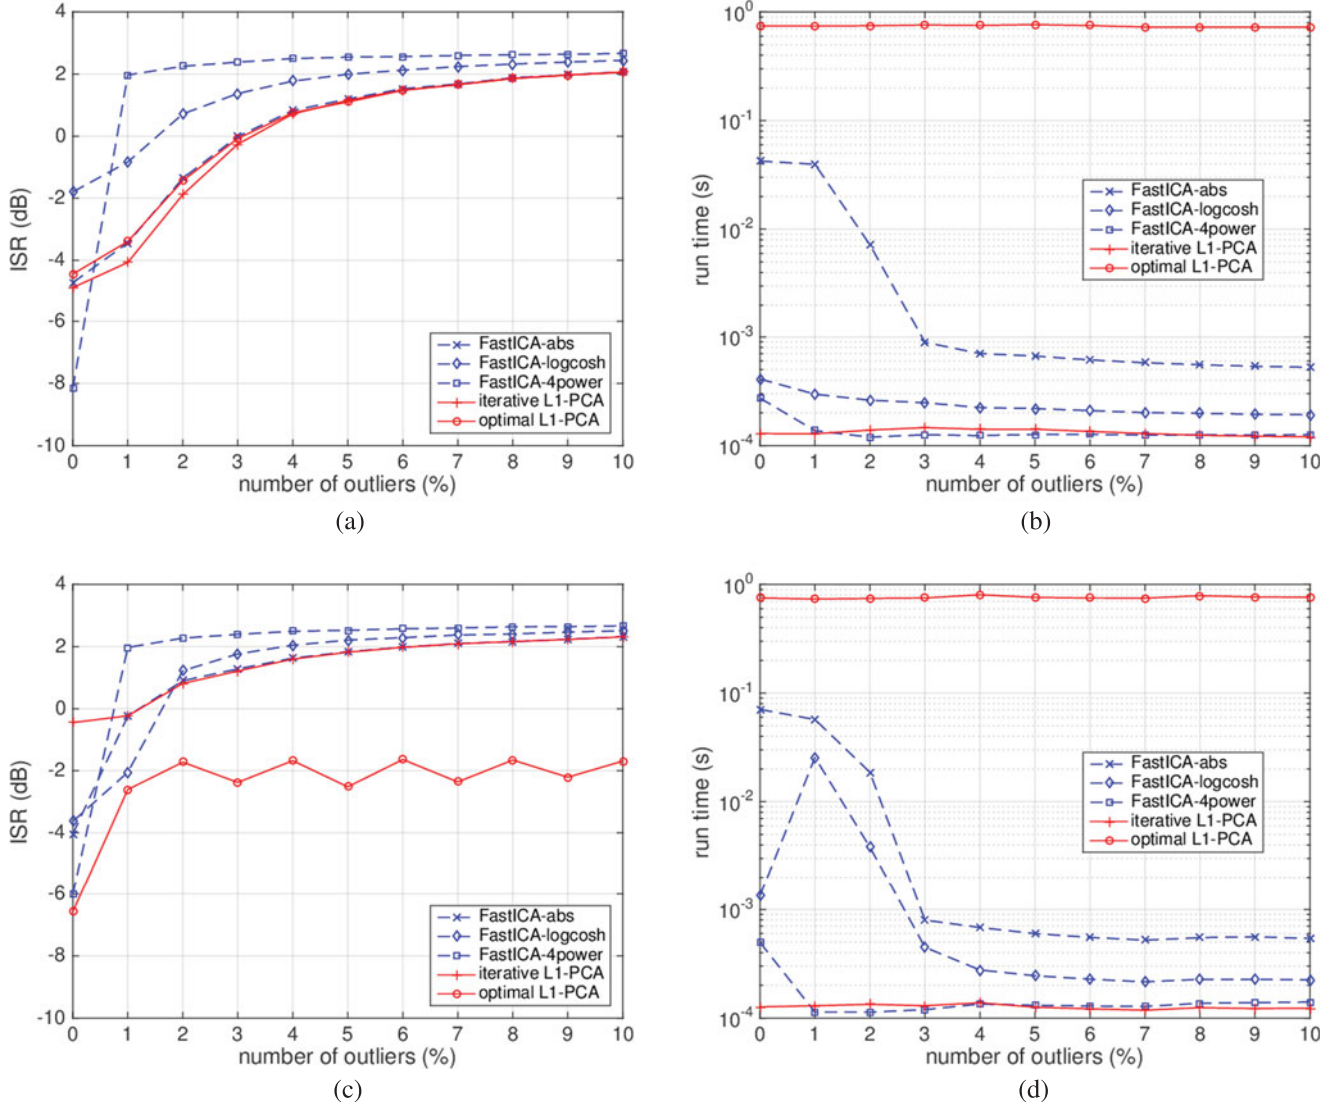 4
2
0
-2
-4
-6
-8
-10
ISR (dB)
0 1 2 3 4 5 6 7 8 9 10
number of outliers (%)
FastICA-abs
FastICA-logcosh
FastICA-4power
iterative L1-PCA
optimal L1-PCA
(a)
10^0
10^-1
10^-2
10^-3
10^-4
run time (s)
0 1 2 3 4 5 6 7 8 9 10
number of outliers (%)
FastICA-abs
FastICA-logcosh
FastICA-4power
iterative L1-PCA
optimal L1-PCA
(b)
4
2
0
-2
-4
-6
-8
-10
ISR (dB)
0 1 2 3 4 5 6 7 8 9 10
number of outliers (%)
FastICA-abs
FastICA-logcosh
FastICA-4power
iterative L1-PCA
optimal L1-PCA
(c)
10^0
10^-1
10^-2
10^-3
10^-4
run time (s)
0 1 2 3 4 5 6 7 8 9 10
number of outliers (%)
FastICA-abs
FastICA-logcosh
FastICA-4power
iterative L1-PCA
optimal L1-PCA
(d)